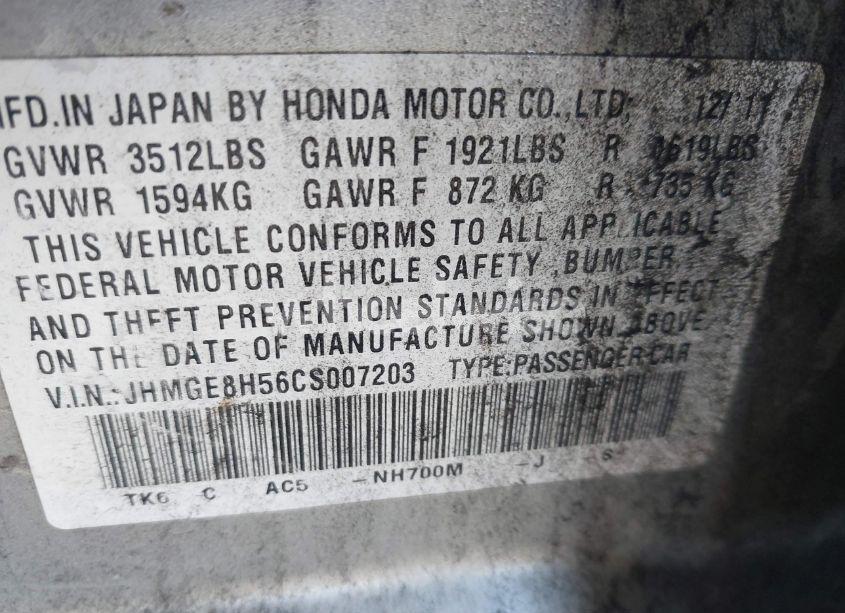 MFD. IN JAPAN BY HONDA MOTOR CO.,LTD; 12/'11
GVWR 3512LBS GAWR F 1921LBS R 1619LBS
GVWR 1594KG GAWR F 872 KG R 735 KG
THIS VEHICLE CONFORMS TO ALL APPLICABLE
FEDERAL MOTOR VEHICLE SAFETY ,BUMPER
AND THEFT PREVENTION STANDARDS IN EFFECT
ON THE DATE OF MANUFACTURE SHOWN ABOVE
V.I.N.:JHMGE8H56CS007203 TYPE:PASSENGER CAR
TK6 C AC5 -NH700M -J -6